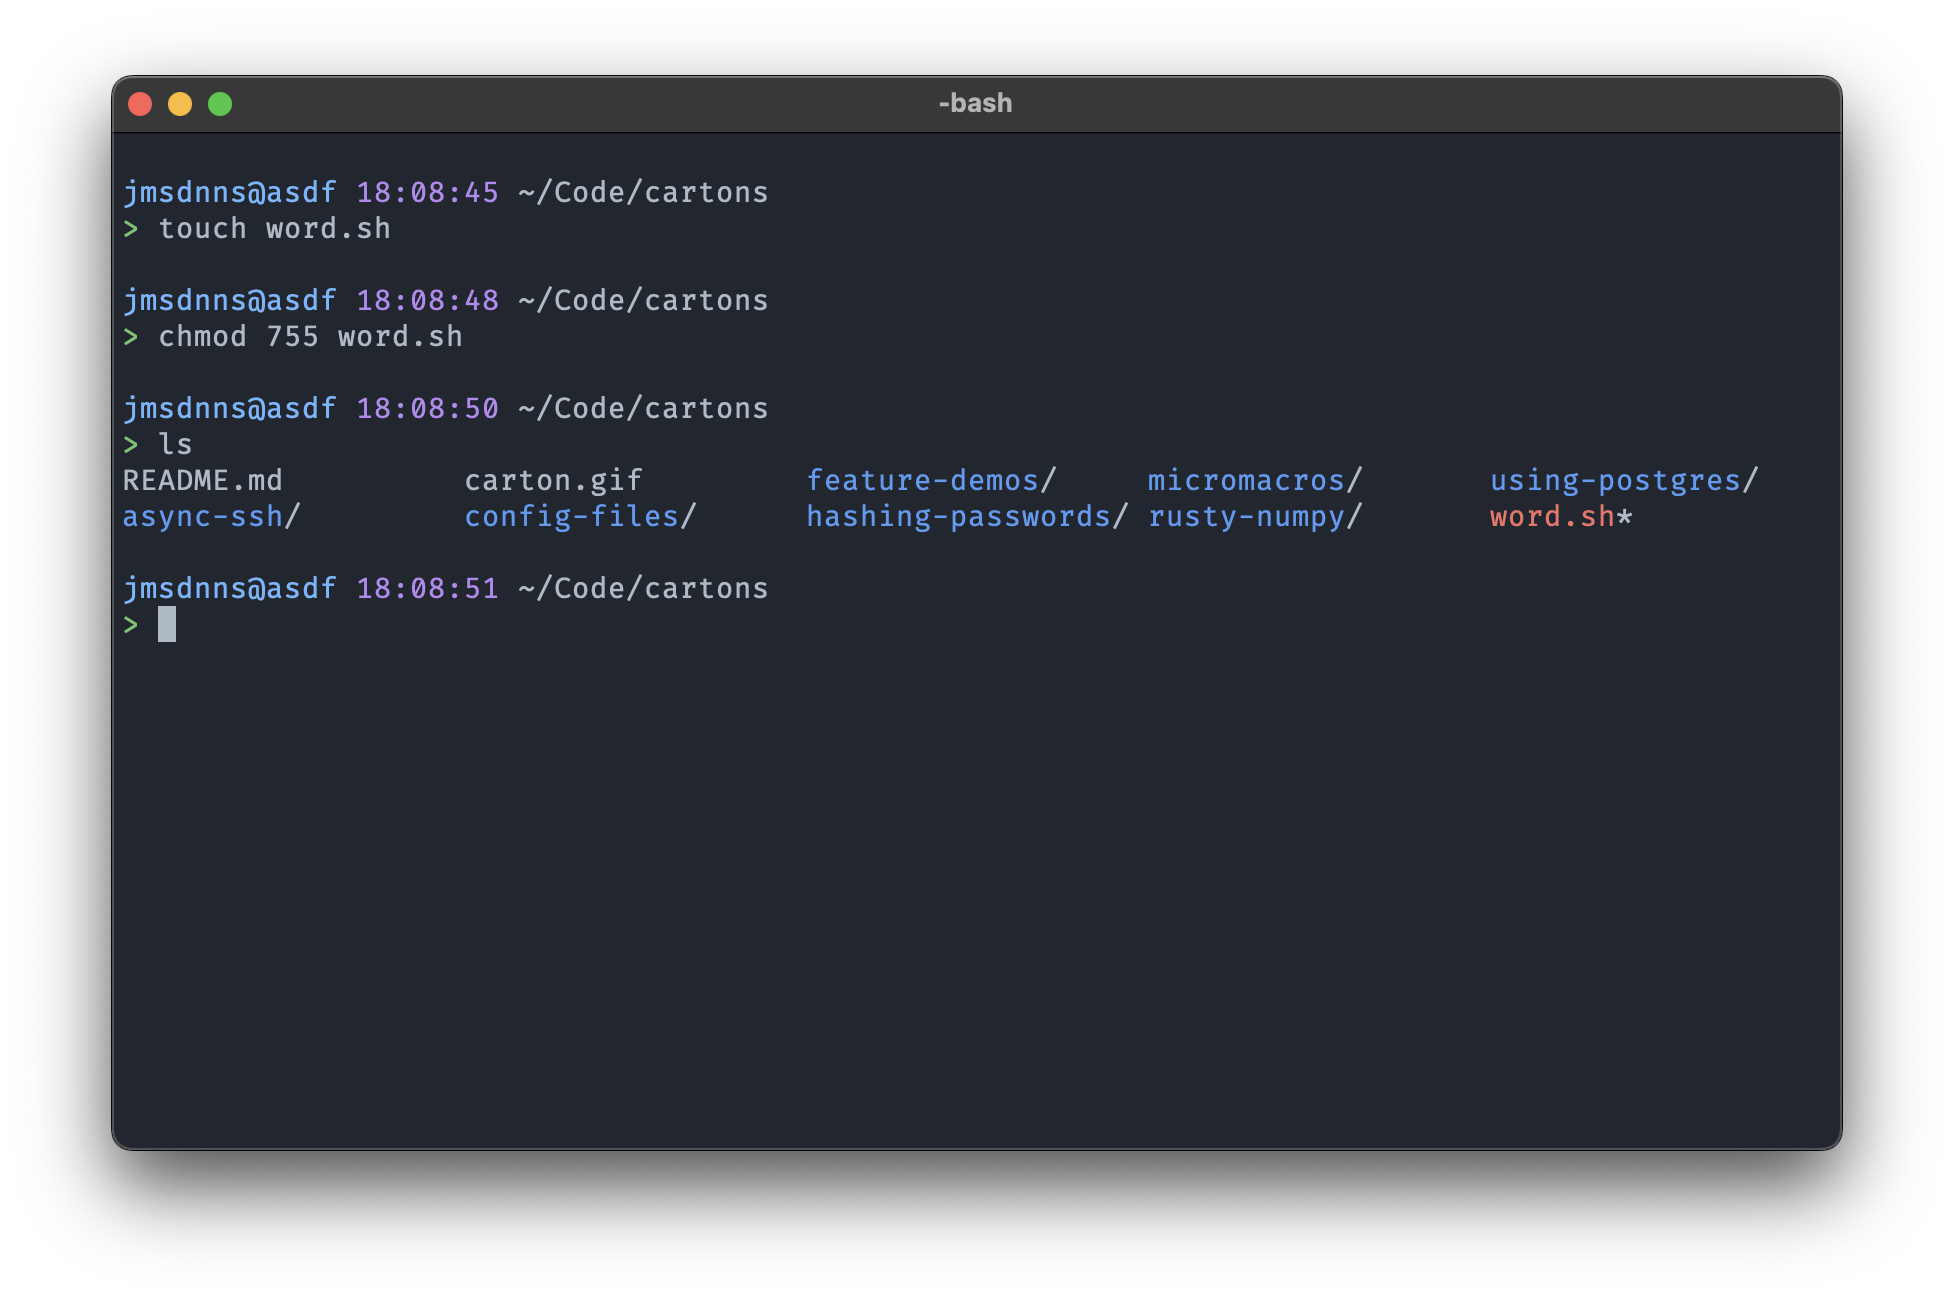 -bash
jmsdnns@asdf 18:08:45 ~/Code/cartons
> touch word.sh
jmsdnns@asdf 18:08:48 ~/Code/cartons
> chmod 755 word.sh
jmsdnns@asdf 18:08:50 ~/Code/cartons
> ls
README.md carton.gif feature-demos/ micromacros/ using-postgres/
async-ssh/ config-files/ hashing-passwords/ rusty-numpy/ word.sh*
jmsdnns@asdf 18:08:51 ~/Code/cartons
>